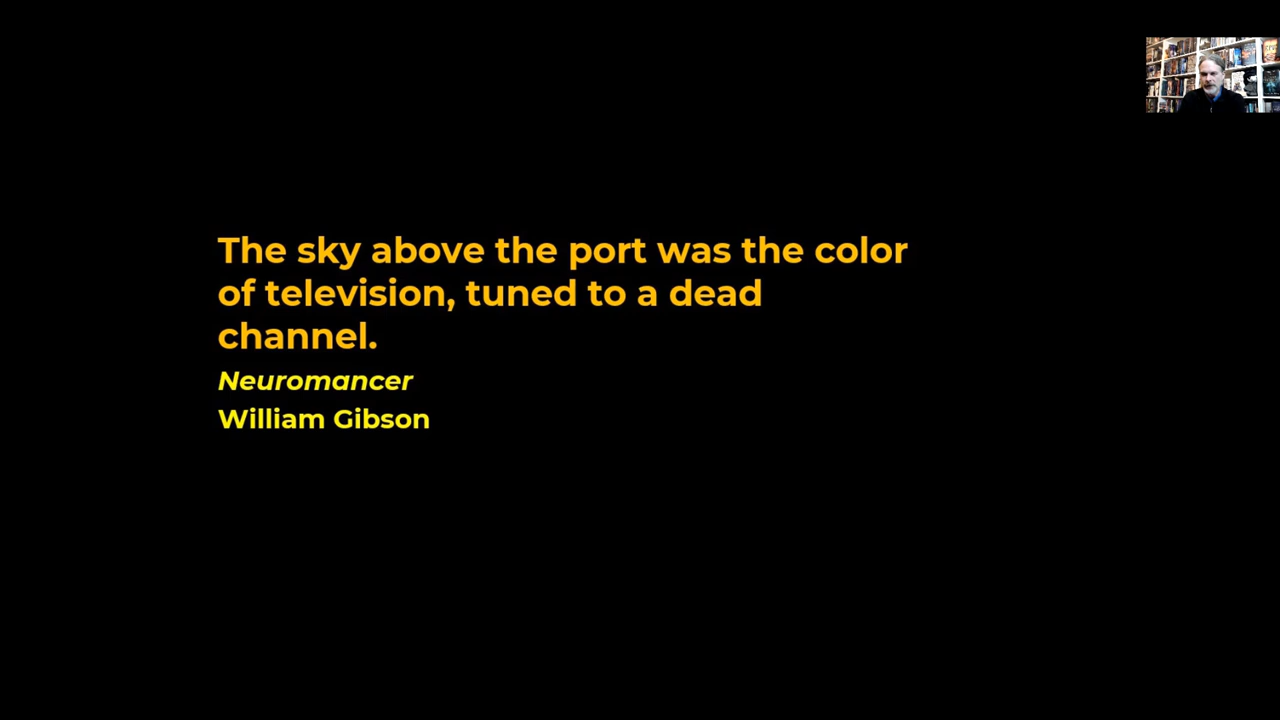 The sky above the port was the color
of television, tuned to a dead
channel.
Neuromancer
William Gibson